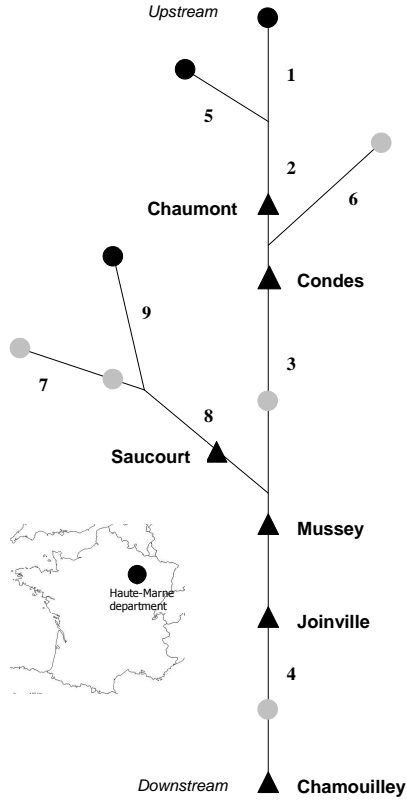 Upstream
1
5
2
6
Chaumont
Condes
9
3
7
8
Saucourt
Mussey
Haute-Marne
department
Joinville
4
Downstream
Chamouilley